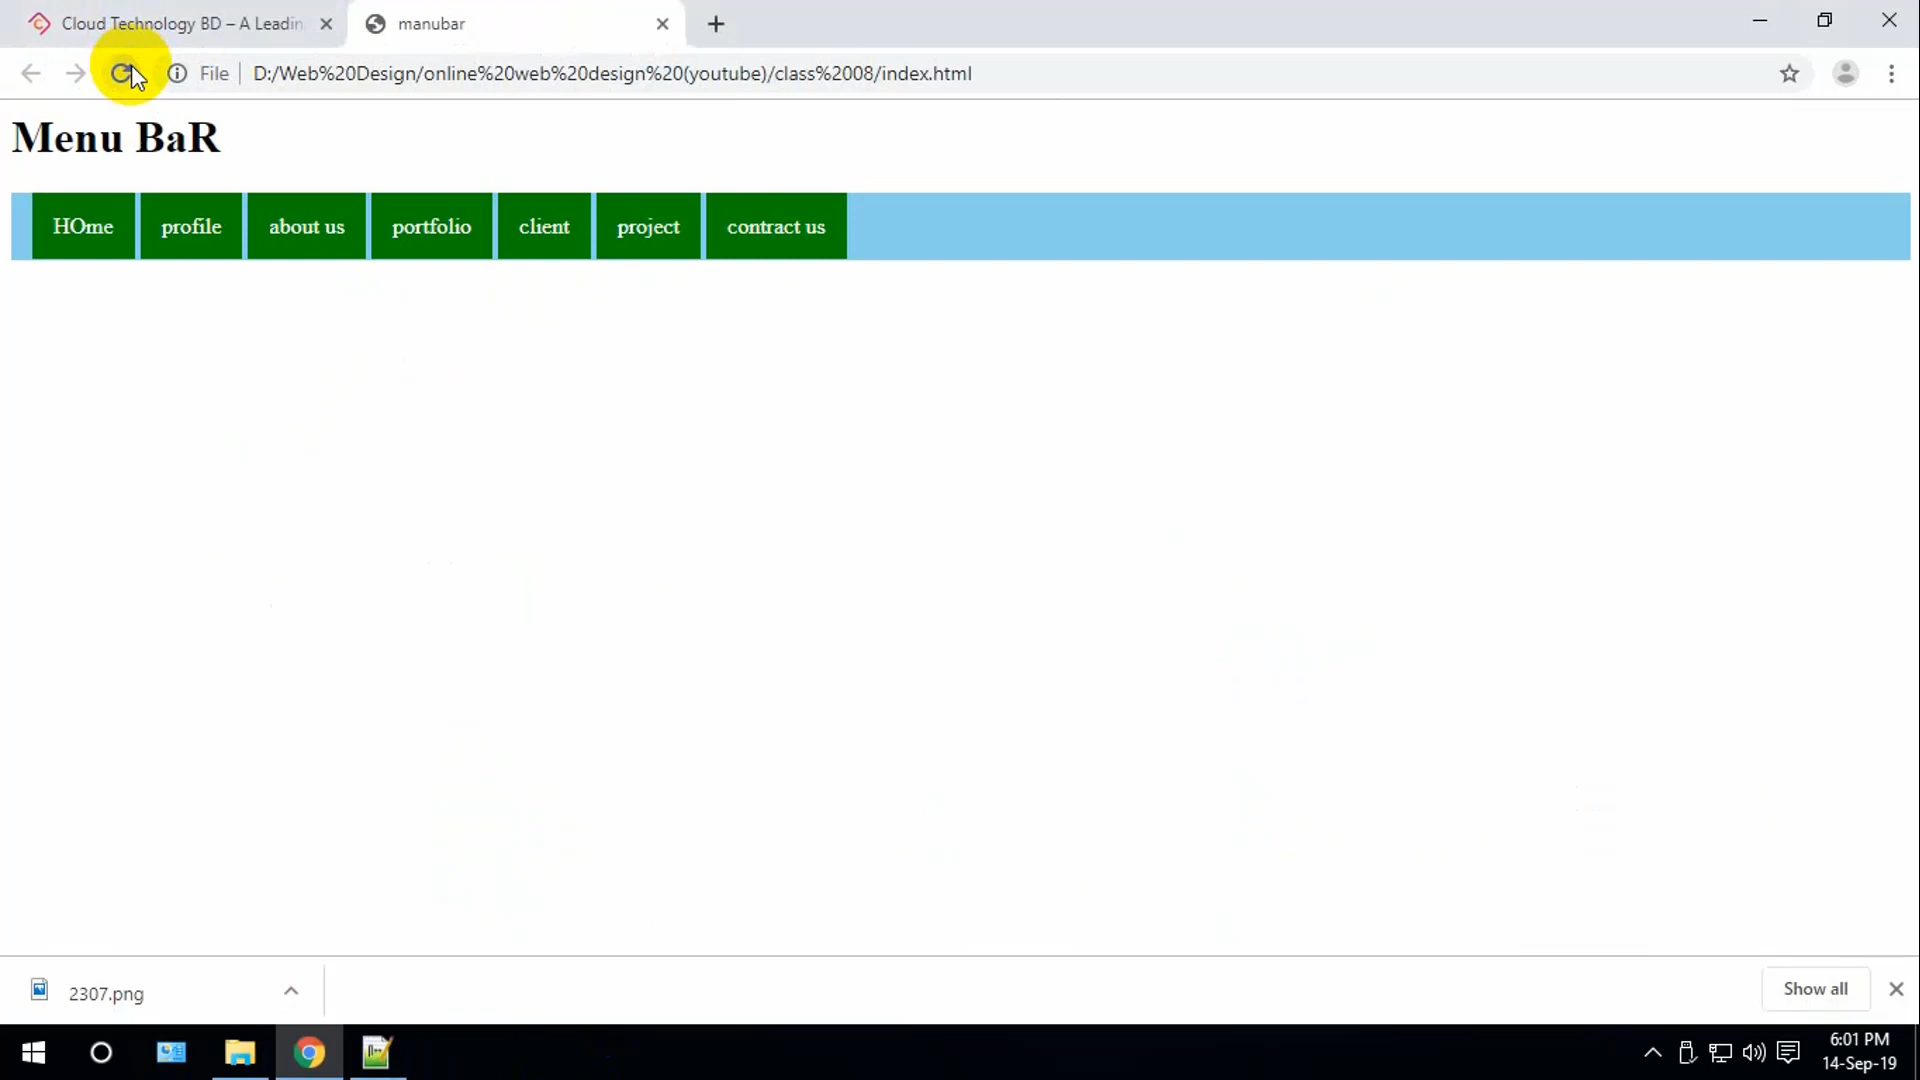 Cloud Technology BD – A Leadin
manubar
File
D:/Web%20Design/online%20web%20design%20(youtube)/class%2008/index.html
Menu BaR
HOme
profile
about us
portfolio
client
project
contract us
2307.png
Show all
6:01 PM
14-Sep-19